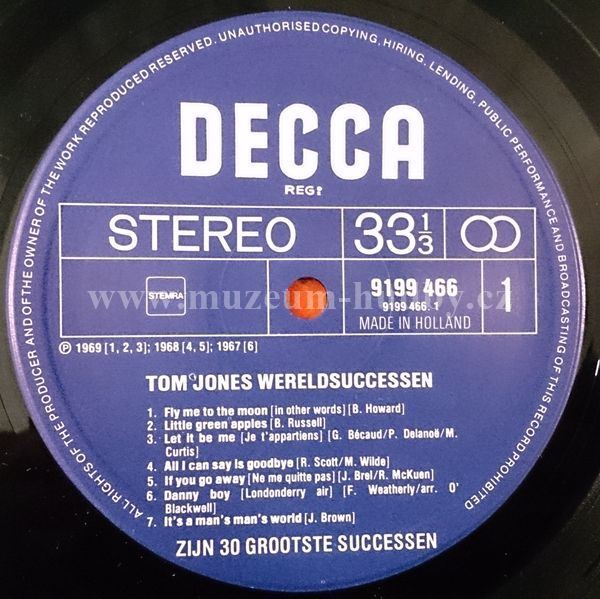 ALL RIGHTS OF THE PRODUCER AND OF THE OWNER OF THE WORK REPRODUCED RESERVED. UNAUTHORISED COPYING, HIRING, LENDING, PUBLIC PERFORMANCE AND BROADCASTING OF THIS RECORD PROHIBITED
DECCA
REG?
STEREO 33 1/3
STEMRA 9199 466 1
9199 466.1
MADE IN HOLLAND
www.muzeum-hudby.cz
℗ 1969 [1, 2, 3]; 1968 [4, 5]; 1967 [6]
TOM JONES WERELDSUCCESSEN
1. Fly me to the moon [in other words] [B. Howard]
2. Little green apples [B. Russell]
3. Let it be me [Je t'appartiens] [G. Bécaud/P. Delanoë/M.
Curtis]
4. All I can say is goodbye [R. Scott/M. Wilde]
5. If you go away [Ne me quitte pas] [J. Brel/R. McKuen]
6. Danny boy [Londonderry air] [F. Weatherly/arr. O'
Blackwell]
7. It's a man's man's world [J. Brown]
ZIJN 30 GROOTSTE SUCCESSEN